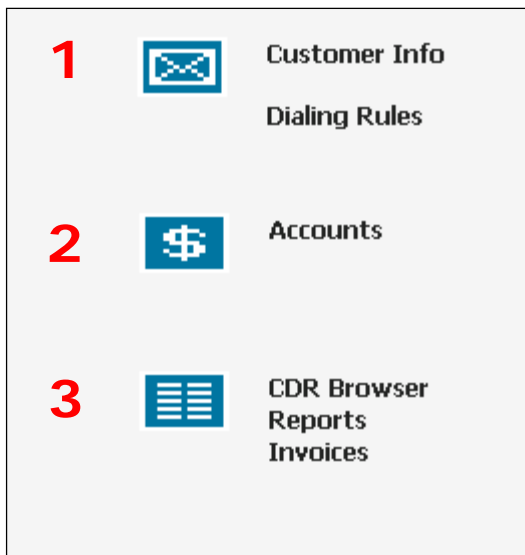 1
Customer Info
Dialing Rules
2
$
Accounts
3
CDR Browser
Reports
Invoices